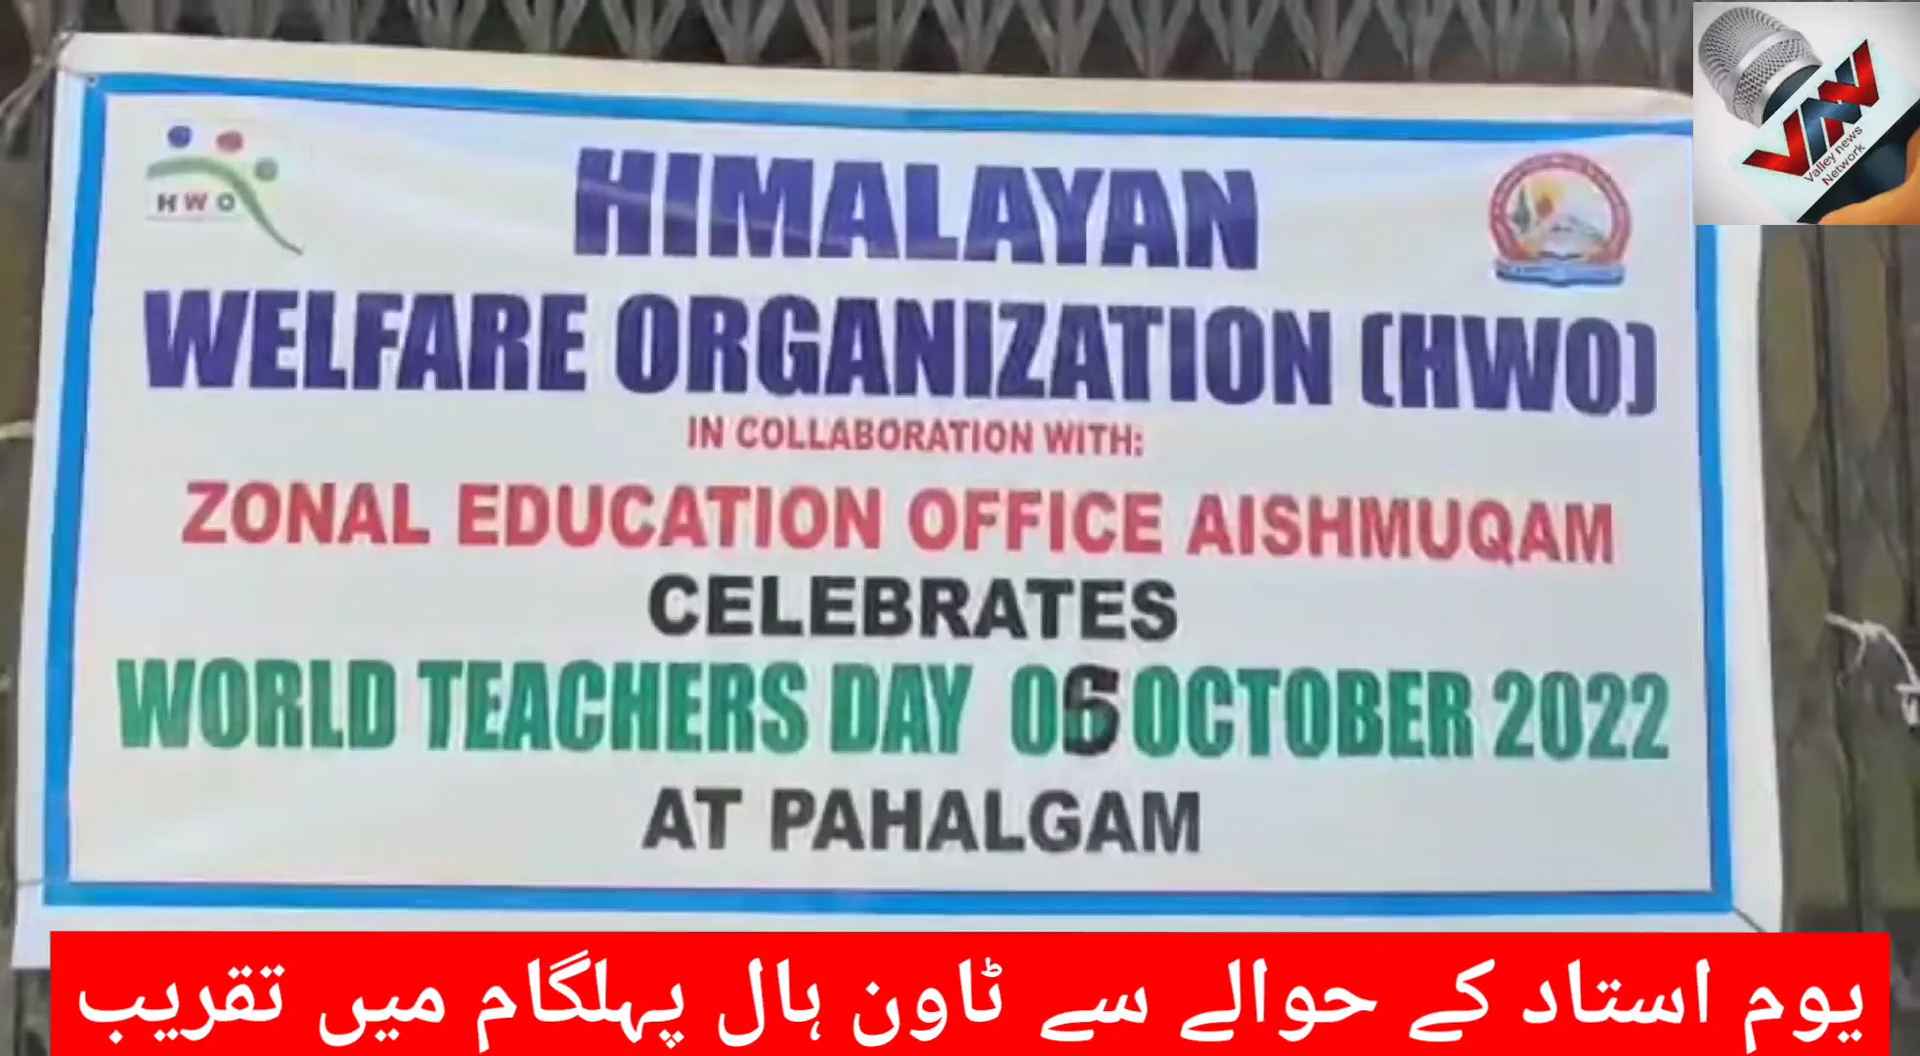 HWO
HIMALAYAN
WELFARE ORGANIZATION (HWO)
IN COLLABORATION WITH:
ZONAL EDUCATION OFFICE AISHMUQAM
CELEBRATES
WORLD TEACHERS DAY 06 OCTOBER 2022
AT PAHALGAM
VNN
Valley news
Network
یوم استاد کے حوالے سے ٹاون ہال پہلگام میں تقریب